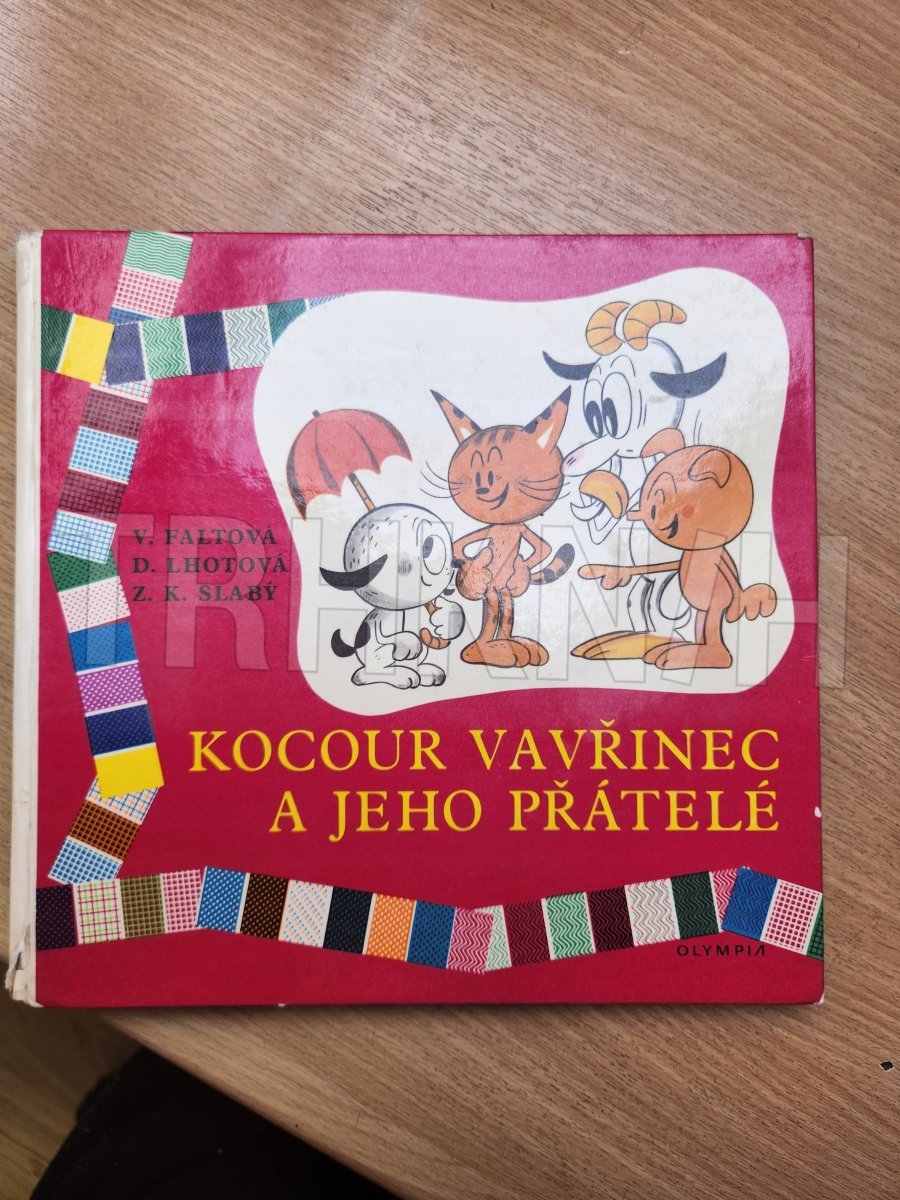 V. FALTOVÁ
D. LHOTOVÁ
Z. K. SLABÝ
KOCOUR VAVŘINEC
A JEHO PŘÁTELÉ
OLYMPIA